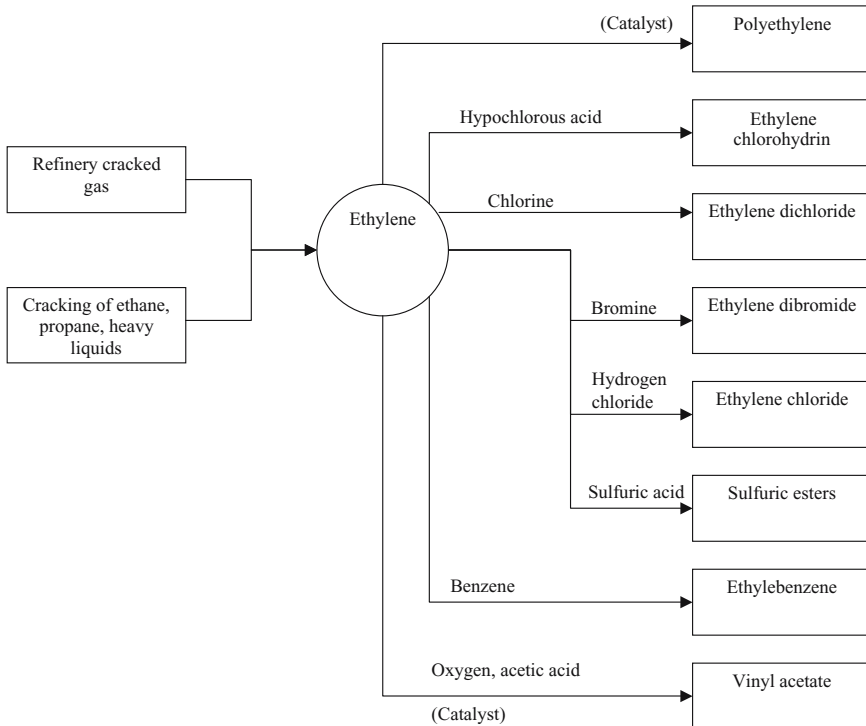 (Catalyst)
Polyethylene
Hypochlorous acid
Ethylene
chlorohydrin
Refinery cracked
gas
Chlorine
Ethylene dichloride
Ethylene
Cracking of ethane,
propane, heavy
liquids
Bromine
Ethylene dibromide
Hydrogen
chloride
Ethylene chloride
Sulfuric acid
Sulfuric esters
Benzene
Ethylebenzene
Oxygen, acetic acid
(Catalyst)
Vinyl acetate